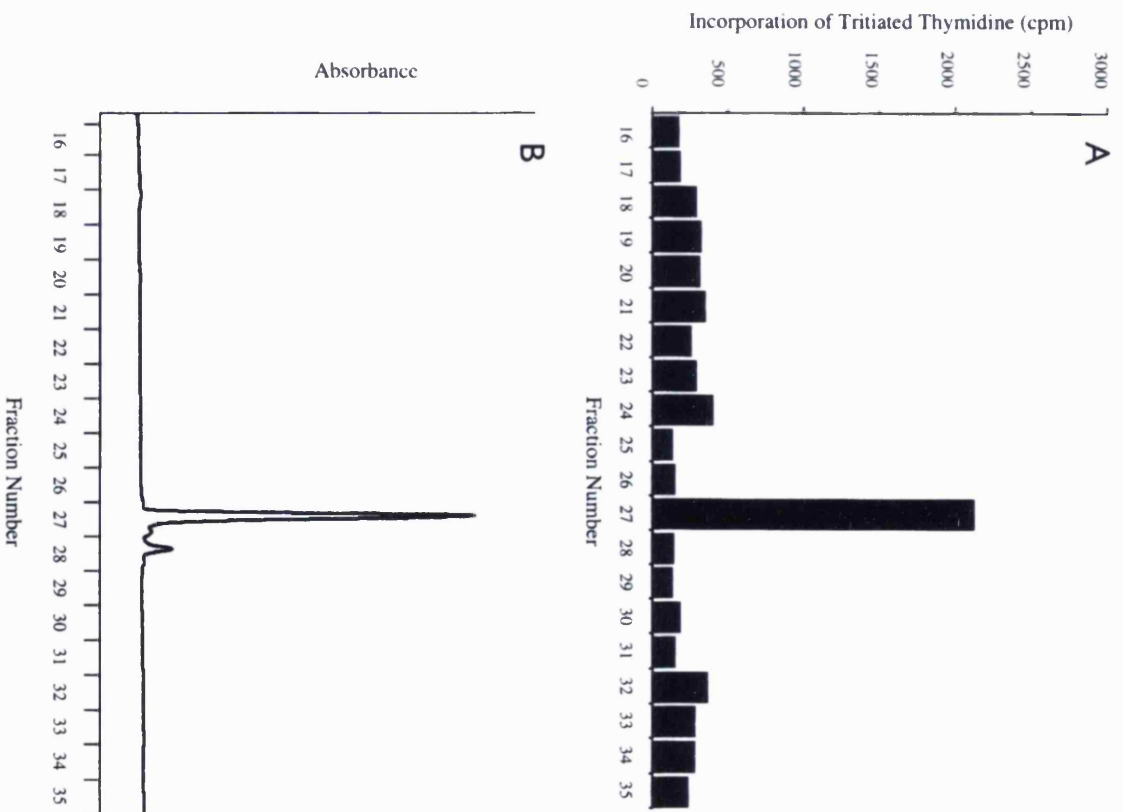 A
Incorporation of Tritiated Thymidine (cpm)
3000
2500
2000
1500
1000
500
0
16 17 18 19 20 21 22 23 24 25 26 27 28 29 30 31 32 33 34 35
Fraction Number
B
Absorbance
16 17 18 19 20 21 22 23 24 25 26 27 28 29 30 31 32 33 34 35
Fraction Number